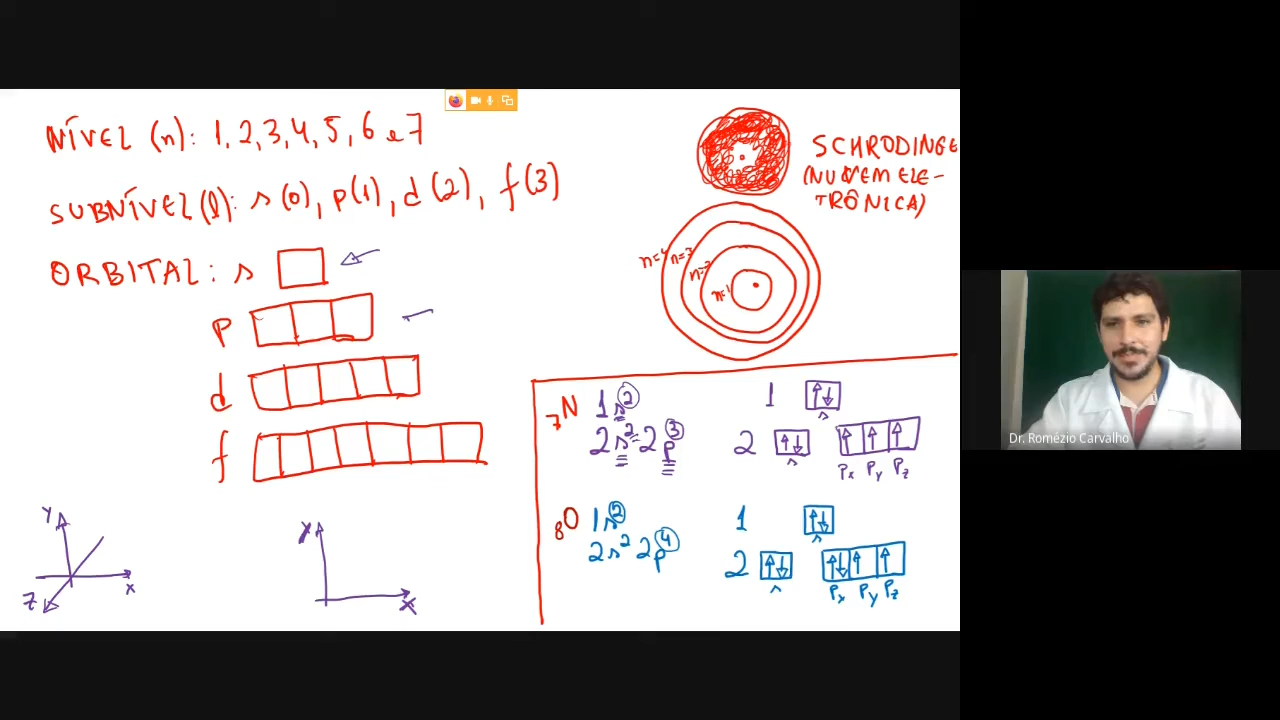 NÍVEL (n): 1, 2, 3, 4, 5, 6 e 7
SUBNÍVEL (l): s (0), p (1), d (2), f (3)
ORBITAL: s
p
d
f
Y
X
Z
Y
X
SCHRODINGE
(NUVEM ELE-
TRÔNICA)
n=4
n=3
n=2
n=1
7N 1s2
2s2 2p3
1 ↑↓
s
2 ↑↓ ↑ ↑ ↑
s px py pz
8O 1s2
2s2 2p4
1 ↑↓
s
2 ↑↓ ↑↓ ↑ ↑
s px py pz
Dr. Romézio Carvalho